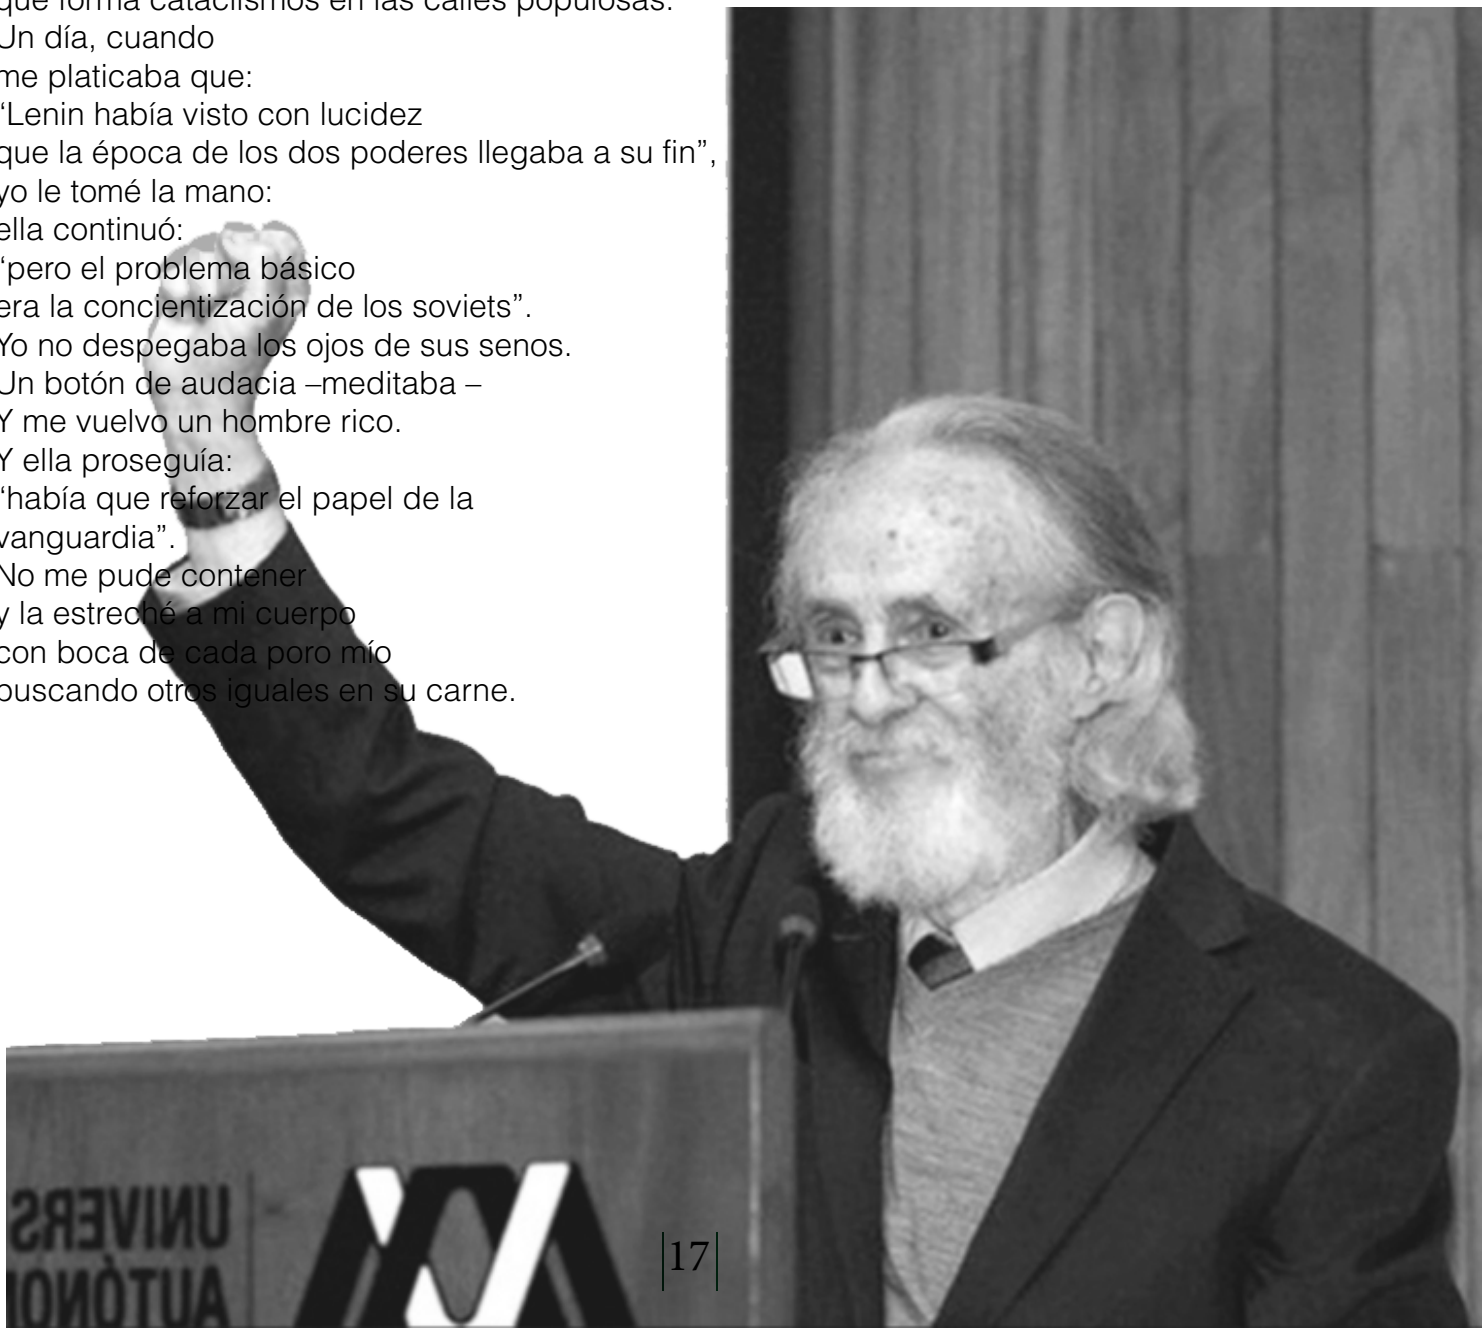 que forma cataclismos en las calles populosas.
Un día, cuando
me platicaba que:
“Lenin había visto con lucidez
que la época de los dos poderes llegaba a su fin”,
yo le tomé la mano:
ella continuó:
“pero el problema básico
era la concientización de los soviets”.
Yo no despegaba los ojos de sus senos.
Un botón de audacia –meditaba –
Y me vuelvo un hombre rico.
Y ella proseguía:
“había que reforzar el papel de la
vanguardia”.
No me pude contener
y la estreché a mi cuerpo
con boca de cada poro mío
buscando otros iguales en su carne.
UNIVERS
AUTÓNO
|17|